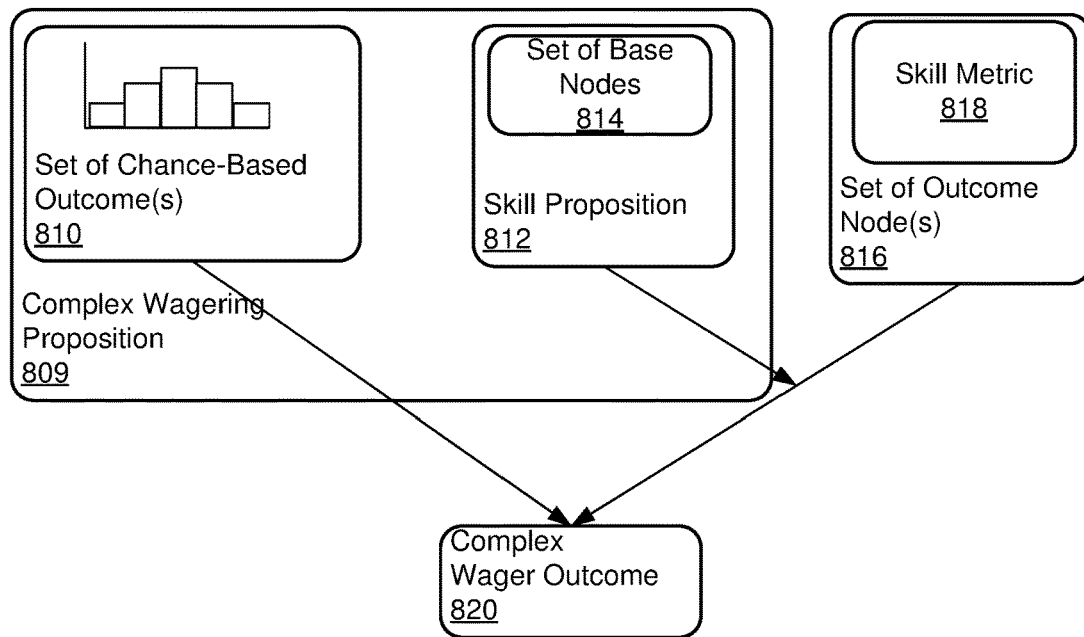 Set of Chance-Based
Outcome(s)
810
Set of Base
Nodes
814
Skill Proposition
812
Complex Wagering
Proposition
809
Skill Metric
818
Set of Outcome
Node(s)
816
Complex
Wager Outcome
820